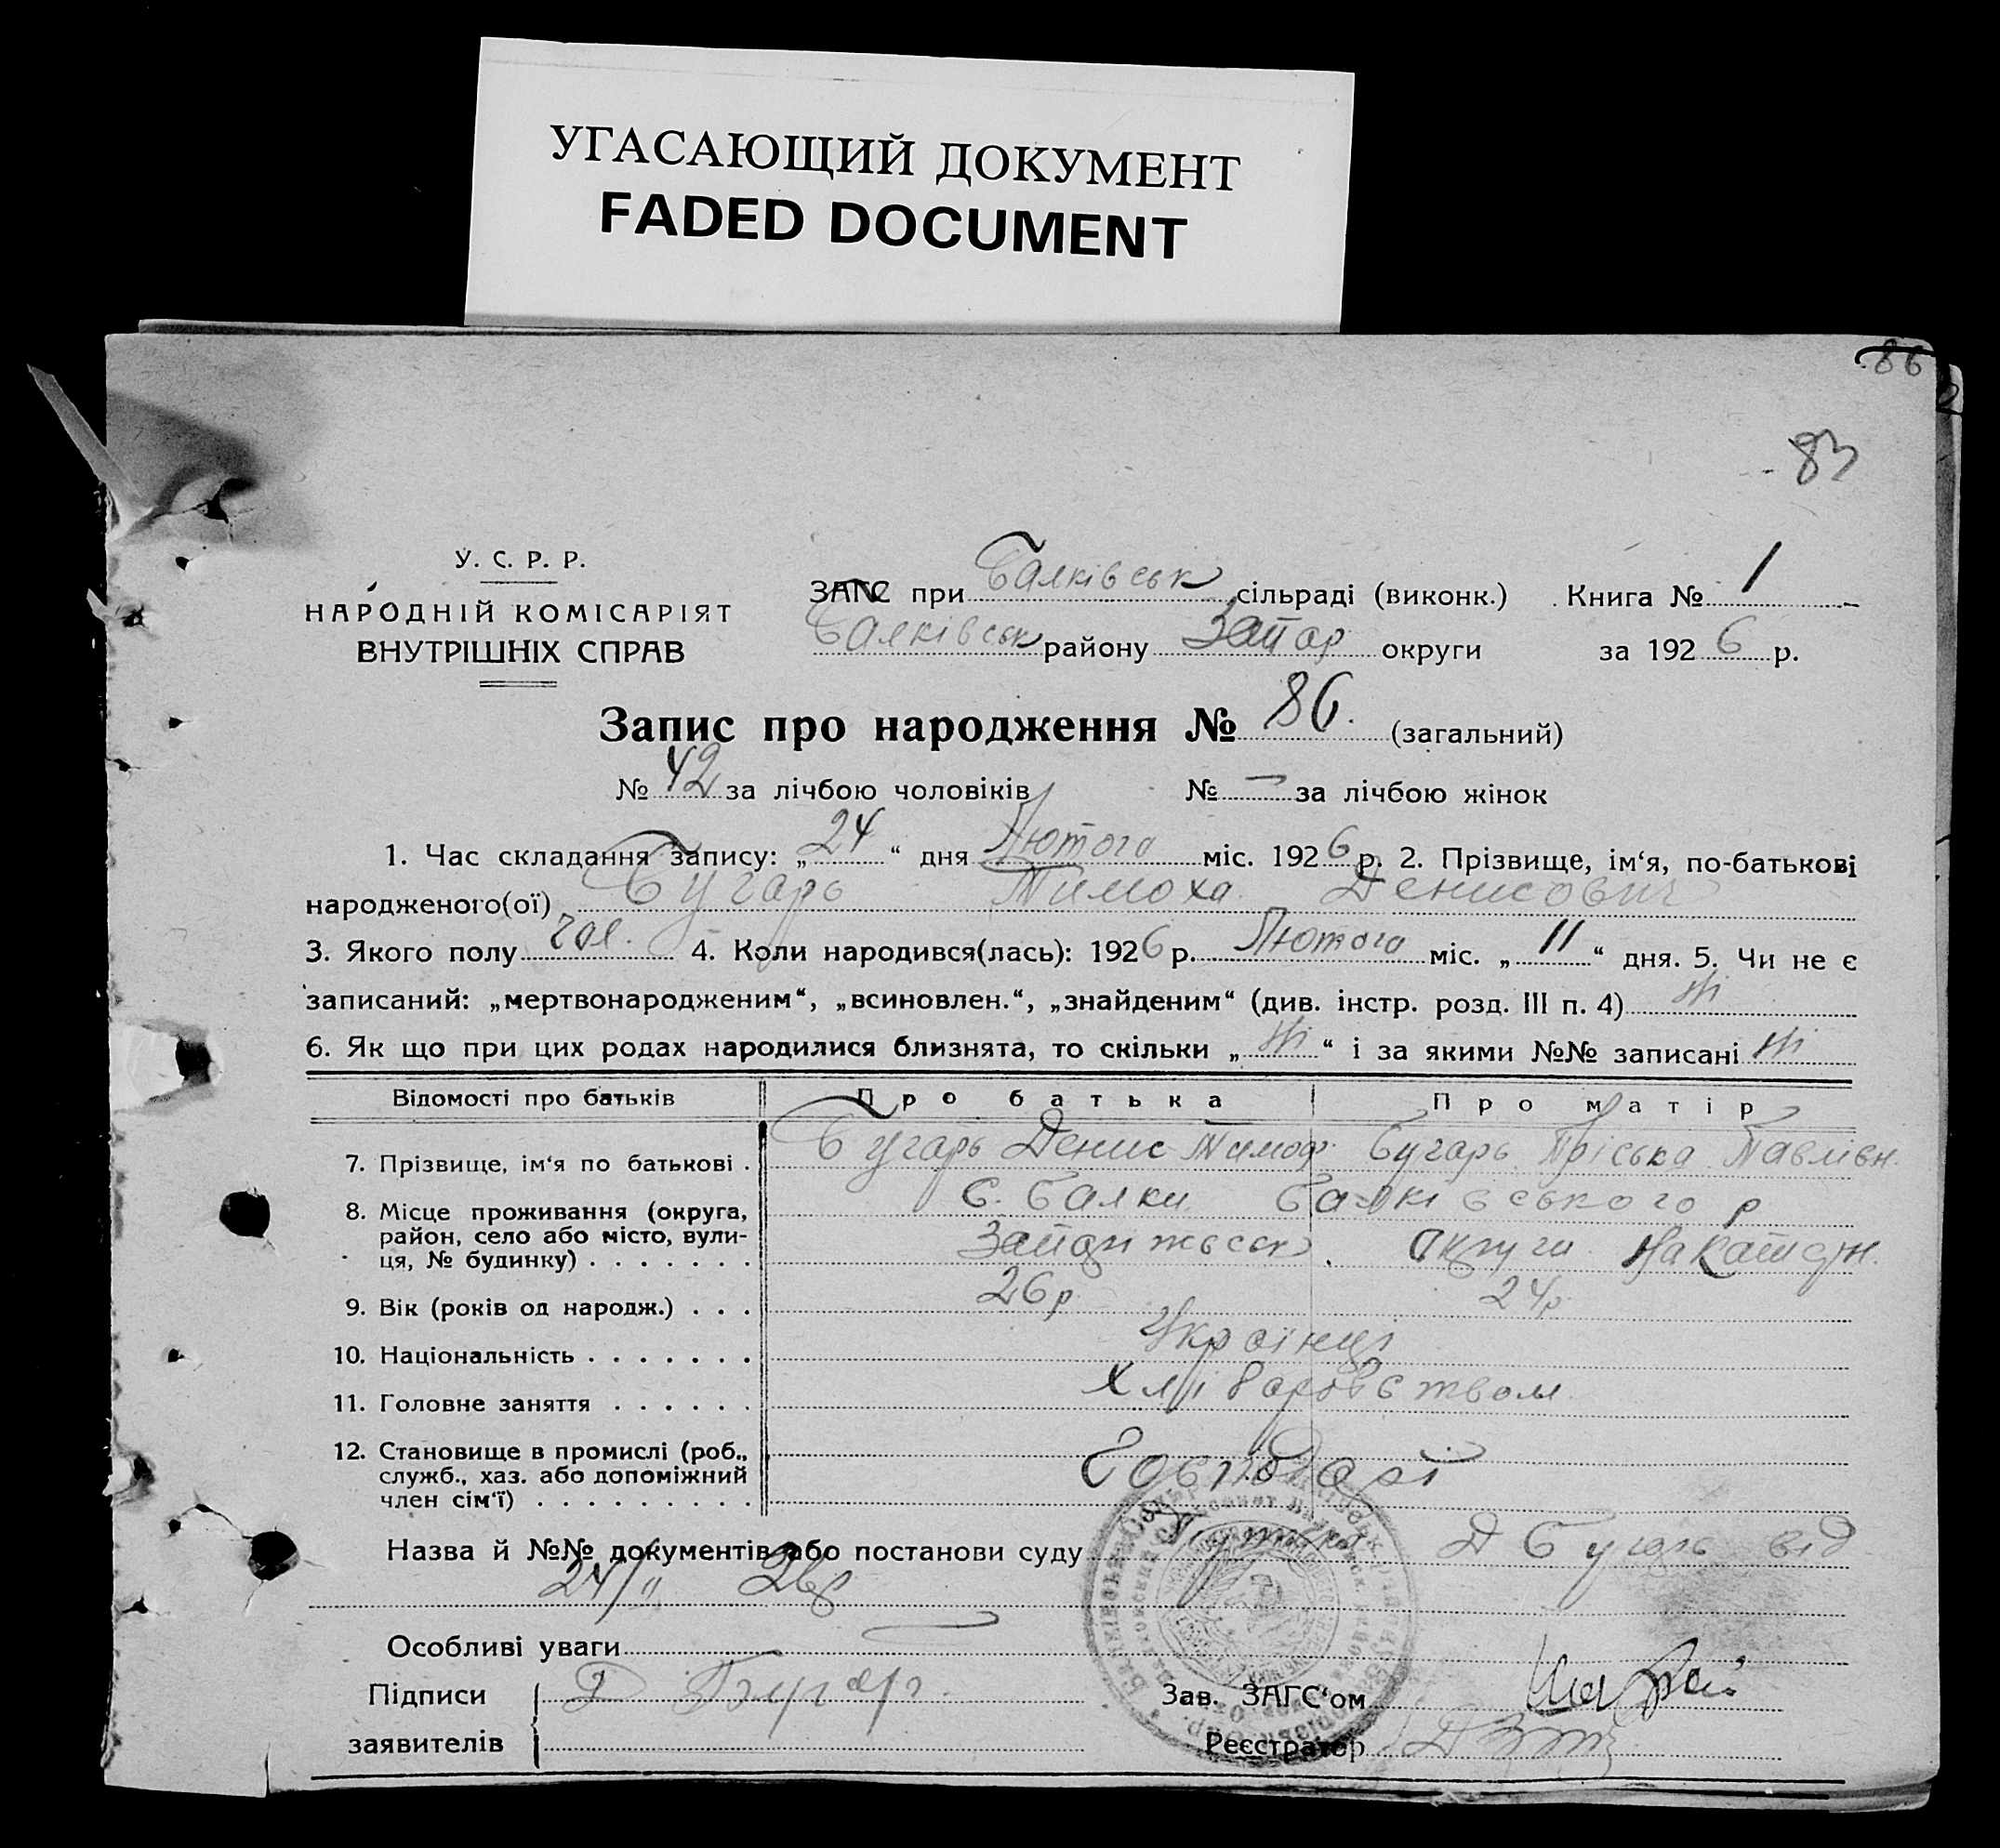 УГАСАЮЩИЙ ДОКУМЕНТ
FADED DOCUMENT
86
83
У. С. Р. Р.
НАРОДНІЙ КОМІСАРІЯТ
ВНУТРІШНІХ СПРАВ
ЗАГС при Балківськ сільраді (виконк.) Книга № 1
Балківськ району Запор округи за 1926 р.
Запис про народження № 86. (загальний)
№ 42 за лічбою чоловіків № — за лічбою жінок
1. Час складання запису: „24“ дня Лютого міс. 1926 р. 2. Прізвище, ім'я, по-батькові
народженого(ої) Бугарь Тимоха Денисович
3. Якого полу чол. 4. Коли народився(лась): 1926 р. Лютого міс. „11“ дня. 5. Чи не є
записаний: „мертвонародженим“, „всиновлен.“, „знайденим“ (див. інстр. розд. III п. 4) Ні
6. Як що при цих родах народилися близнята, то скільки „Ні“ і за якими №№ записані Ні
Відомості про батьків Про батька Про матір
7. Прізвище, ім'я по батькові . Бугарь Денис Тимоф Бугарь Пріська Павлівн.
8. Місце проживання (округа, С. Балки Балківського р
район, село або місто, вули-
ця, № будинку) . . . . . . . Запоріжськ округи
9. Вік (років од народж.) . . . 26р 24р
10. Національність . . . . . . . Українці
11. Головне заняття . . . . . . Хліборобством
12. Становище в промислі (роб.,
служб., хаз. або допоміжний Господарі
член сім'ї) . . . . . . . . .
Назва й №№ документів або постанови суду Д Бугарь від
24/II 26р
Особливі уваги —
Підписи Д Бугарь Зав. ЗАГС'ом
заявителів Реєстратор